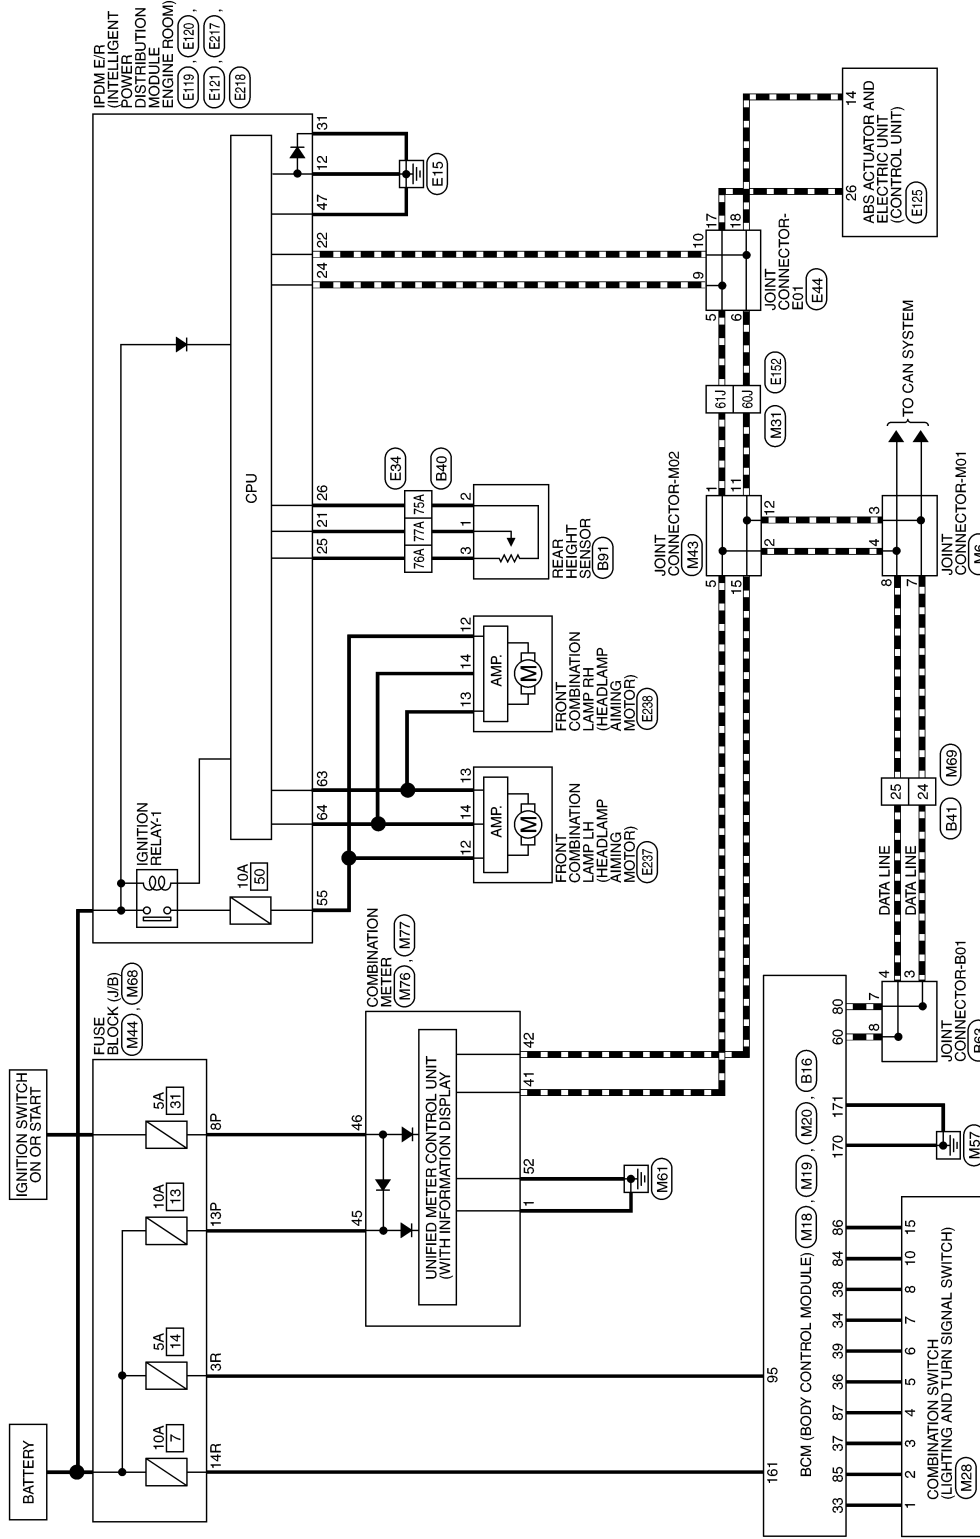 BATTERY
IGNITION SWITCH
ON OR START
FUSE
BLOCK (J/B)
M44 , M68
10A
7
5A
14
10A
13
5A
31
14R
3R
13P
8P
IPDM E/R
(INTELLIGENT
POWER
DISTRIBUTION
MODULE
ENGINE ROOM)
E119 , E120 ,
E121 , E217 ,
E218
IGNITION
RELAY-1
10A
50
CPU
55
64
63
25
21
26
24
22
47
12
31
E15
COMBINATION
METER
M76 , M77
45
46
UNIFIED METER CONTROL UNIT
(WITH INFORMATION DISPLAY
1
52
41
42
M61
12
14
13
AMP.
M
FRONT
COMBINATION
LAMP LH
(HEADLAMP
AIMING
MOTOR)
E237
13
14
12
AMP.
M
FRONT
COMBINATION
LAMP RH
(HEADLAMP
AIMING
MOTOR)
E238
76A
77A
75A
E34
B40
3
1
2
REAR
HEIGHT
SENSOR
B91
JOINT
CONNECTOR-M02
M43
5
15
1
11
2
12
61J
60J
M31
E152
5
6
9
10
17
18
JOINT
CONNECTOR-
E01
E44
26
14
ABS ACTUATOR AND
ELECTRIC UNIT
(CONTROL UNIT)
E125
161
95
BCM (BODY CONTROL MODULE)
M18 , M19 , M20 , B16
33
85
37
87
36
39
34
38
84
86
170
171
60
80
1
2
3
4
5
6
7
8
10
15
COMBINATION SWITCH
(LIGHTING AND TURN SIGNAL SWITCH)
M28
M57
8
7
4
3
JOINT
CONNECTOR-B01
DATA LINE
DATA LINE
25
24
B41
M69
8
7
4
3
JOINT
CONNECTOR-M01
TO CAN SYSTEM